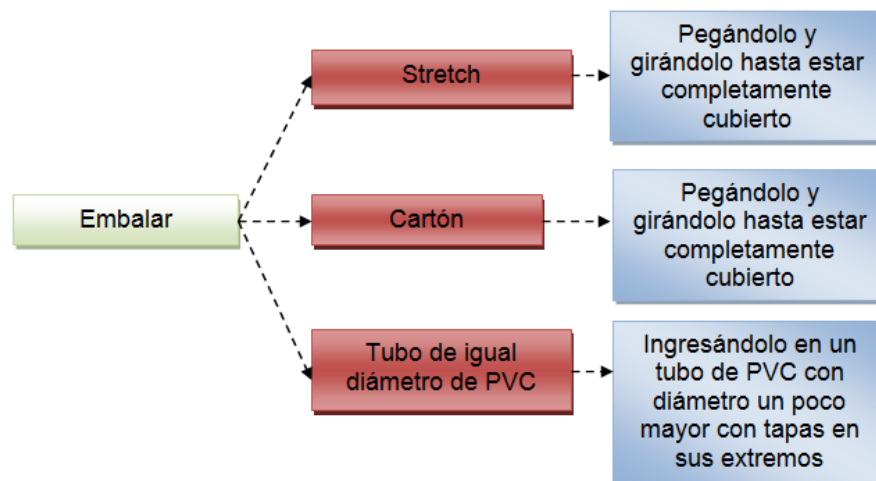 Embalar
Stretch
Pegándolo y
girándolo hasta estar
completamente
cubierto
Cartón
Pegándolo y
girándolo hasta estar
completamente
cubierto
Tubo de igual
diámetro de PVC
Ingresándolo en un
tubo de PVC con
diámetro un poco
mayor con tapas en
sus extremos